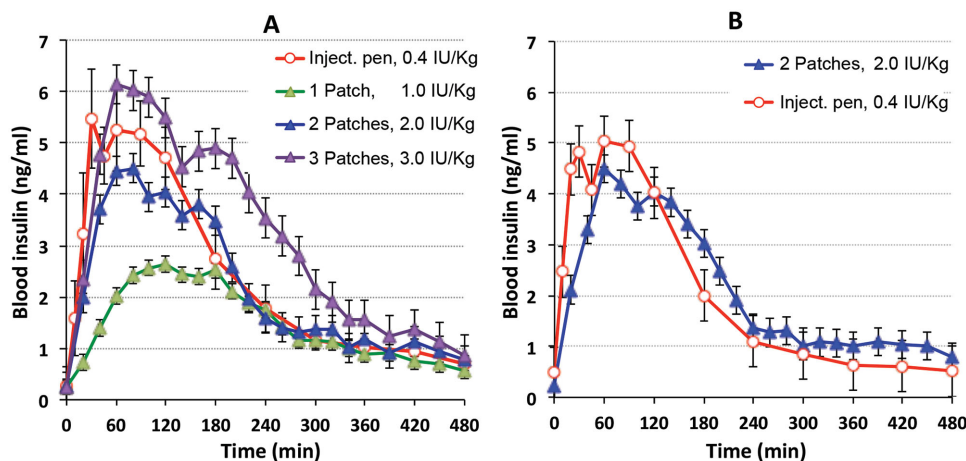 A
Blood insulin (ng/ml)
7
6
5
4
3
2
1
0
Inject. pen, 0.4 IU/Kg
1 Patch, 1.0 IU/Kg
2 Patches, 2.0 IU/Kg
3 Patches, 3.0 IU/Kg
0 60 120 180 240 300 360 420 480
Time (min)
B
Blood insulin (ng/ml)
7
6
5
4
3
2
1
0
2 Patches, 2.0 IU/Kg
Inject. pen, 0.4 IU/Kg
0 60 120 180 240 300 360 420 480
Time (min)